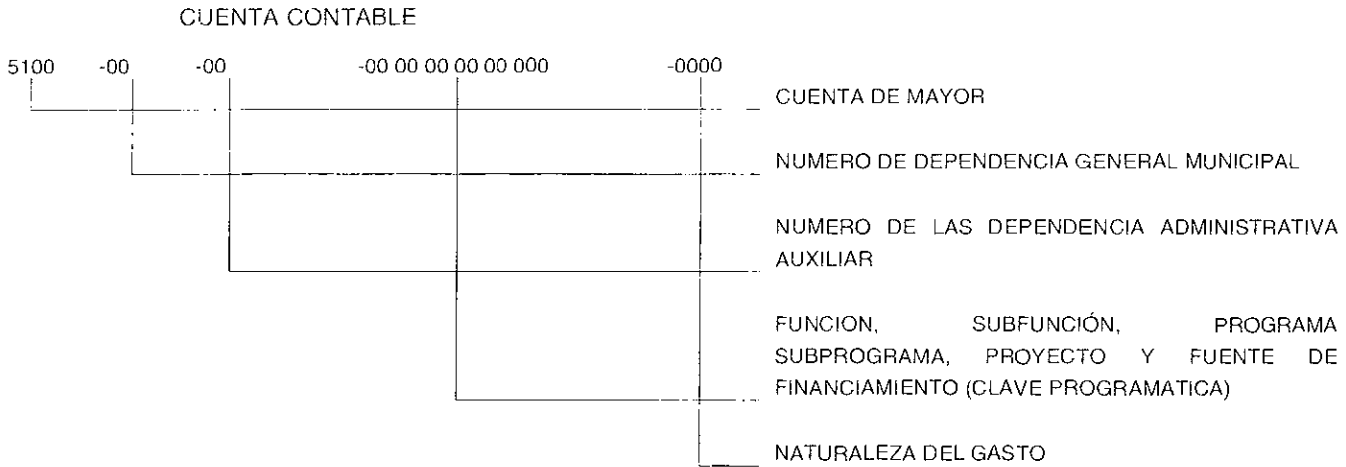 CUENTA CONTABLE
5100 -00 -00 -00 00 00 00 00 000 -0000
CUENTA DE MAYOR
NUMERO DE DEPENDENCIA GENERAL MUNICIPAL
NUMERO DE LAS DEPENDENCIA ADMINISTRATIVA
AUXILIAR
FUNCION, SUBFUNCIÓN, PROGRAMA
SUBPROGRAMA, PROYECTO Y FUENTE DE
FINANCIAMIENTO (CLAVE PROGRAMATICA)
NATURALEZA DEL GASTO